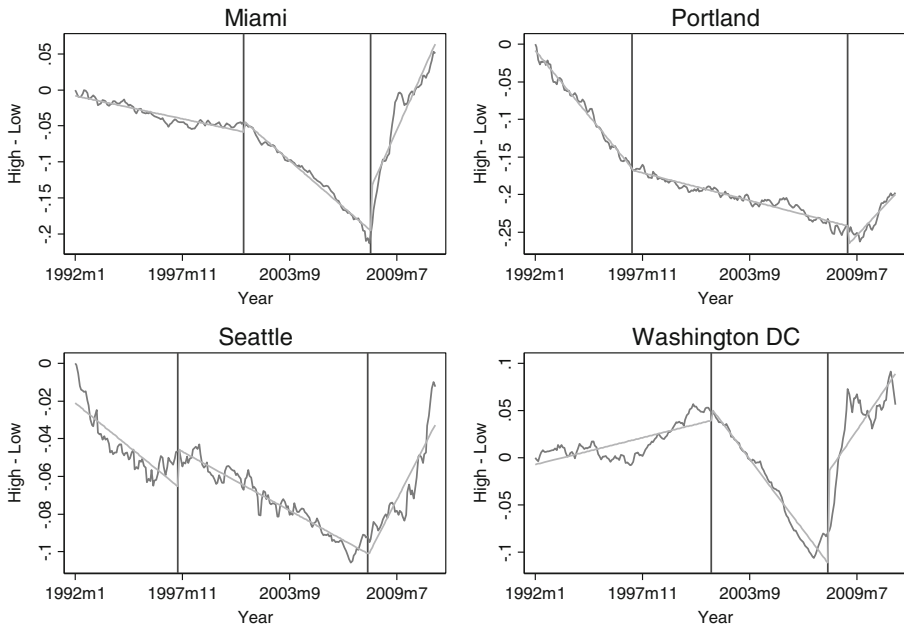 Miami
High - Low
.05
0
-.05
-.1
-.15
-.2
1992m1 1997m11 2003m9 2009m7
Year
Portland
High - Low
0
-.05
-.1
-.15
-.2
-.25
1992m1 1997m11 2003m9 2009m7
Year
Seattle
High - Low
0
-.02
-.04
-.06
-.08
-.1
1992m1 1997m11 2003m9 2009m7
Year
Washington DC
High - Low
.1
.05
0
-.05
-.1
1992m1 1997m11 2003m9 2009m7
Year